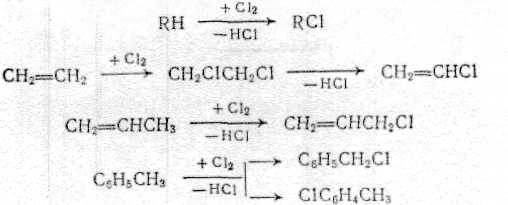 RH + Cl₂ —HCl → RCl
CH₂=CH₂ + Cl₂ → CH₂ClCH₂Cl —HCl → CH₂=CHCl
CH₂=CHCH₃ + Cl₂ —HCl → CH₂=CHCH₂Cl
C₆H₅CH₃ + Cl₂ —HCl → C₆H₅CH₂Cl
→ ClC₆H₄CH₃